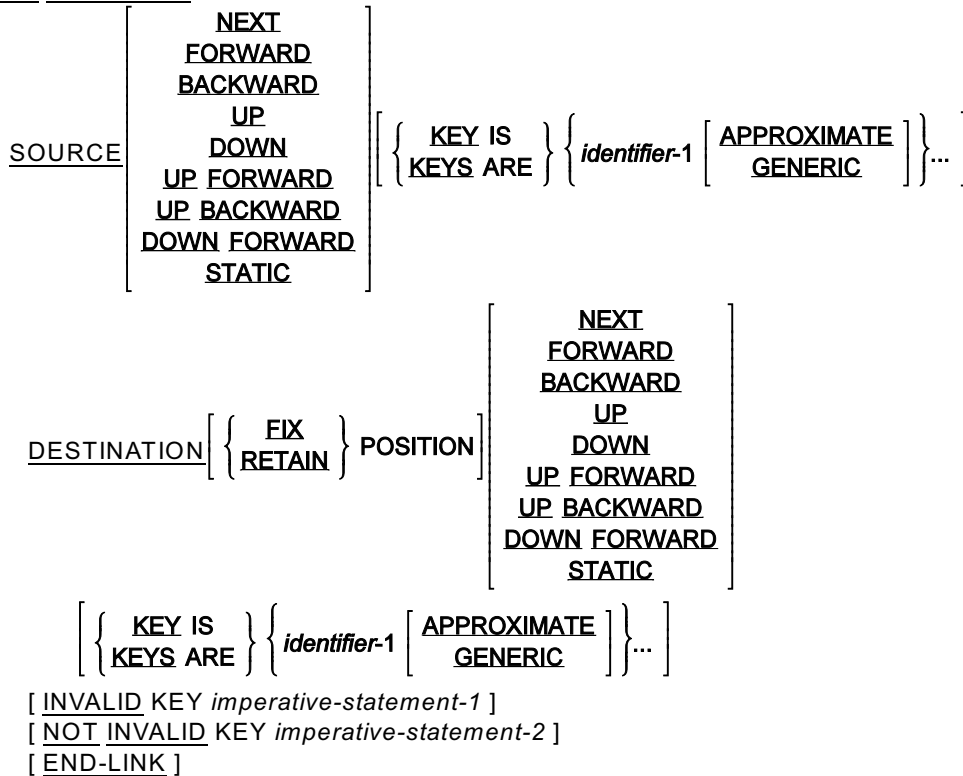 NEXT
FORWARD
BACKWARD
UP
SOURCE DOWN
UP FORWARD
UP BACKWARD
DOWN FORWARD
STATIC
[ { KEY IS
KEYS ARE } { identifier-1 [ APPROXIMATE
GENERIC ] }... ]
DESTINATION [ { FIX
RETAIN } POSITION ]
NEXT
FORWARD
BACKWARD
UP
DOWN
UP FORWARD
UP BACKWARD
DOWN FORWARD
STATIC
[ { KEY IS
KEYS ARE } { identifier-1 [ APPROXIMATE
GENERIC ] }... ]
[ INVALID KEY imperative-statement-1 ]
[ NOT INVALID KEY imperative-statement-2 ]
[ END-LINK ]